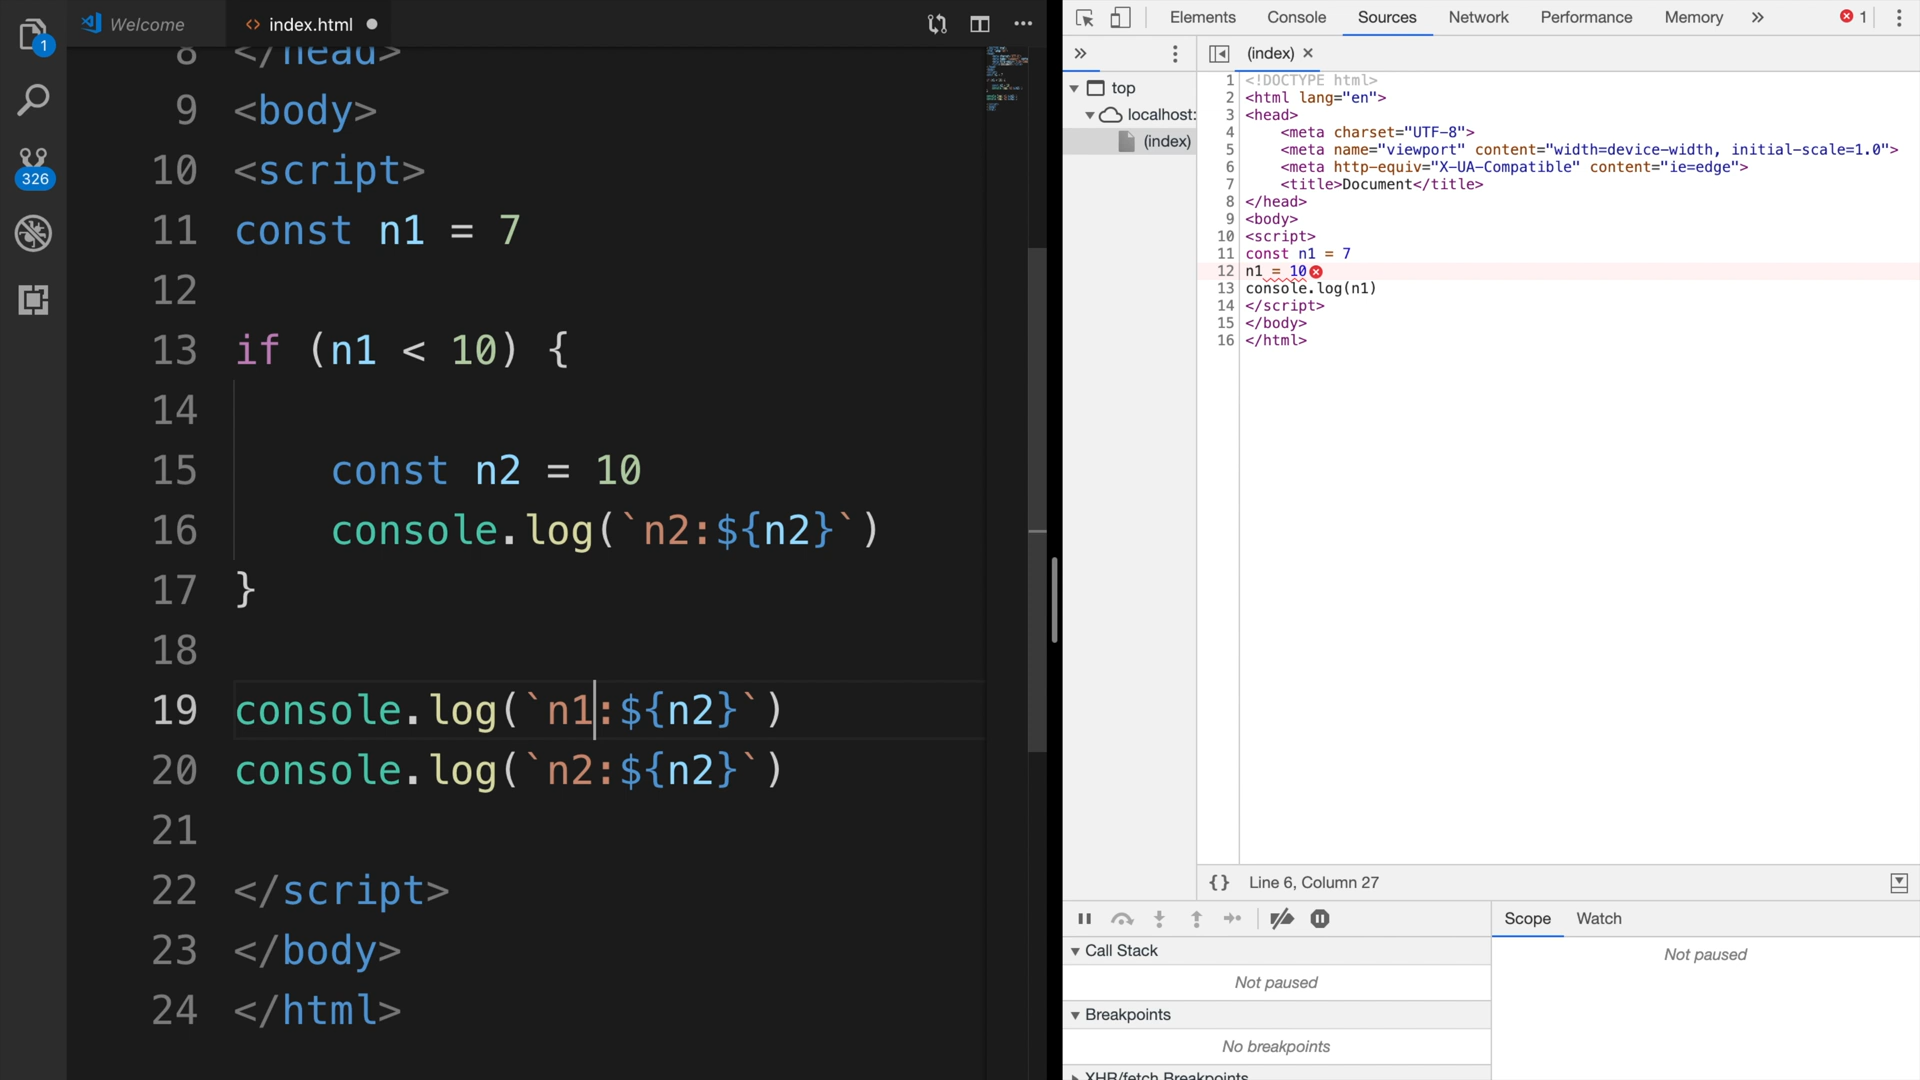 1
326
Welcome
<> index.html
8 </head>
9 <body>
10 <script>
11 const n1 = 7
12
13 if (n1 < 10) {
14
15 const n2 = 10
16 console.log(`n2:${n2}`)
17 }
18
19 console.log(`n1:${n2}`)
20 console.log(`n2:${n2}`)
21
22 </script>
23 </body>
24 </html>
Elements Console Sources Network Performance Memory » 1
» (index) ×
top
localhost:
(index)
1 <!DOCTYPE html>
2 <html lang="en">
3 <head>
4 <meta charset="UTF-8">
5 <meta name="viewport" content="width=device-width, initial-scale=1.0">
6 <meta http-equiv="X-UA-Compatible" content="ie=edge">
7 <title>Document</title>
8 </head>
9 <body>
10 <script>
11 const n1 = 7
12 n1 = 10
13 console.log(n1)
14 </script>
15 </body>
16 </html>
{} Line 6, Column 27
Scope Watch
Call Stack
Not paused
Not paused
Breakpoints
No breakpoints
XHR/fetch Breakpoints